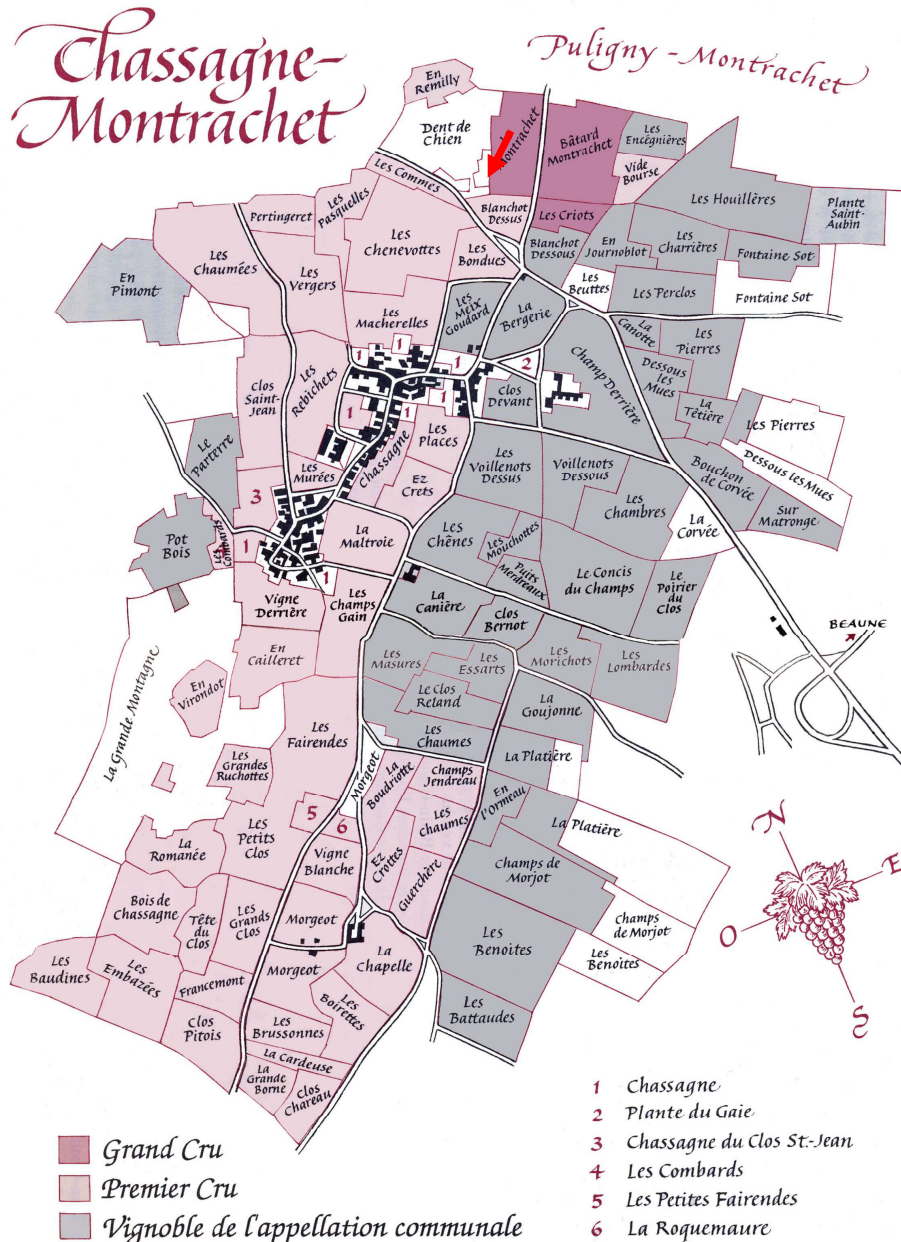 Chassagne-
Montrachet
Puligny - Montrachet
En
Remilly
Dent de
Chien
Montrachet
Bâtard
Montrachet
Les
Encégnières
Vide
Bourse
Les Houillères
Plante
Saint-
Aubin
Les Commes
Les
Pasquelles
Pertingeret
Blanchot
Dessus
Les Criots
Les
Chaumées
Les
Vergers
Les
Chenevottes
Les
Bondues
Blanchot
Dessous
En
Journoblot
Les
Charrières
Fontaine Sot
En
Pimont
Les
Beuttes
Les Perclos
Fontaine Sot
Les
Macherelles
Les
Meix
Goudard
La
Bergerie
La
Canotte
Les
Pierres
1
1
1
2
Champ Derrière
Dessous
les
Mues
Clos
Saint-Jean
Les
Rebichets
1
1
1
Clos
Devant
La
Têtière
Les Pierres
Le
Parterre
Les
Places
Chassagne
Les
Murées
Ez
Crets
Les
Voillenots
Dessus
Voillenots
Dessous
Bouchon
de Corvée
Dessous les Mues
3
Les
Chambres
La
Corvée
Sur
Matronge
Pot
Bois
Les
Combards
1
La
Maltroie
Les
Chênes
Les
Mouchottes
Puits
Merdreaux
Le Concis
du Champs
Le
Poirier
du
Clos
1
Vigne
Derrière
Les
Champs
Gain
La
Canière
Clos
Bernot
BEAUNE
En
Cailleret
Les
Masures
Les
Essarts
Les
Morichots
Les
Lombardes
La Grande Montagne
En
Virondot
Le Clos
Reland
La
Goujonne
Les
Fairendes
Les
Chaumes
La Platière
Les
Grandes
Ruchottes
Morgeot
La
Boudriotte
Champs
Jendreau
En
l'Ormeau
La Platière
5
6
Les
Chaumes
Les
Petits
Clos
La
Romanée
Vigne
Blanche
Ez
Crottes
Guerchère
Champs de
Morjot
Bois de
Chassagne
Tête
du
Clos
Les
Grands
Clos
Morgeot
Les
Benoites
Champs
de Morjot
Les
Benoites
Les
Baudines
Les
Embazées
Francemont
Morgeot
La
Chapelle
Les
Boirettes
Clos
Pitois
Les
Brussonnes
Les
Battaudes
La Cardeuse
La
Grande
Borne
Clos
Chareau
N
E
O
S
Grand Cru
Premier Cru
Vignoble de l'appellation communale
1 Chassagne
2 Plante du Gaie
3 Chassagne du Clos St.-Jean
4 Les Combards
5 Les Petites Fairendes
6 La Roquemaure